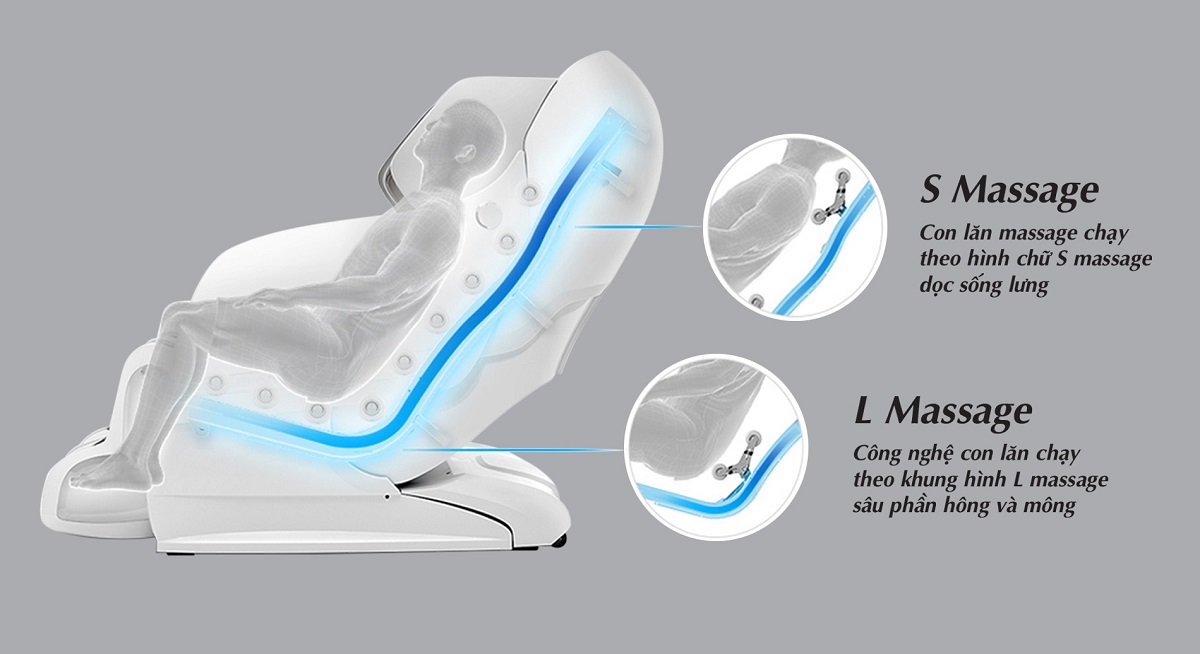 S Massage
Con lăn massage chạy
theo hình chữ S massage
dọc sống lưng
L Massage
Công nghệ con lăn chạy
theo khung hình L massage
sâu phần hông và mông